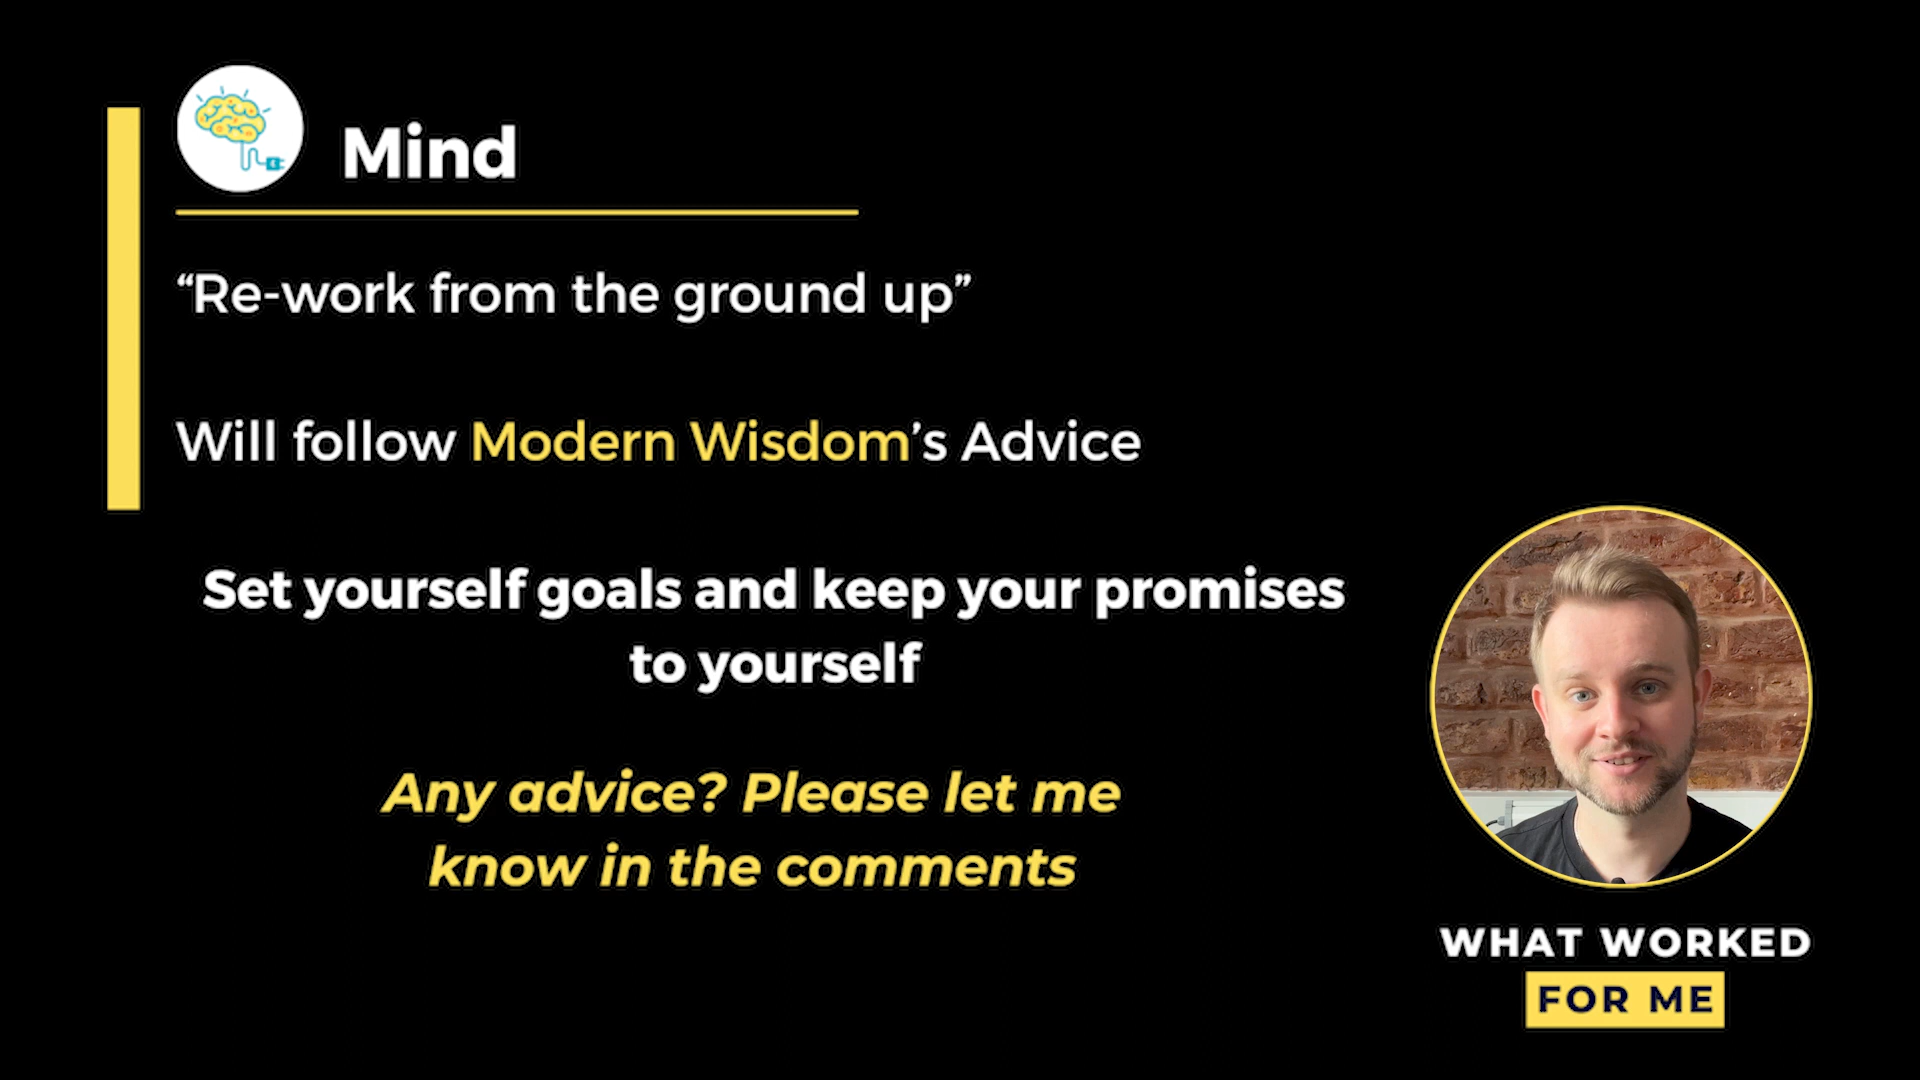 Mind
“Re-work from the ground up”
Will follow Modern Wisdom’s Advice
Set yourself goals and keep your promises
to yourself
Any advice? Please let me
know in the comments
WHAT WORKED
FOR ME